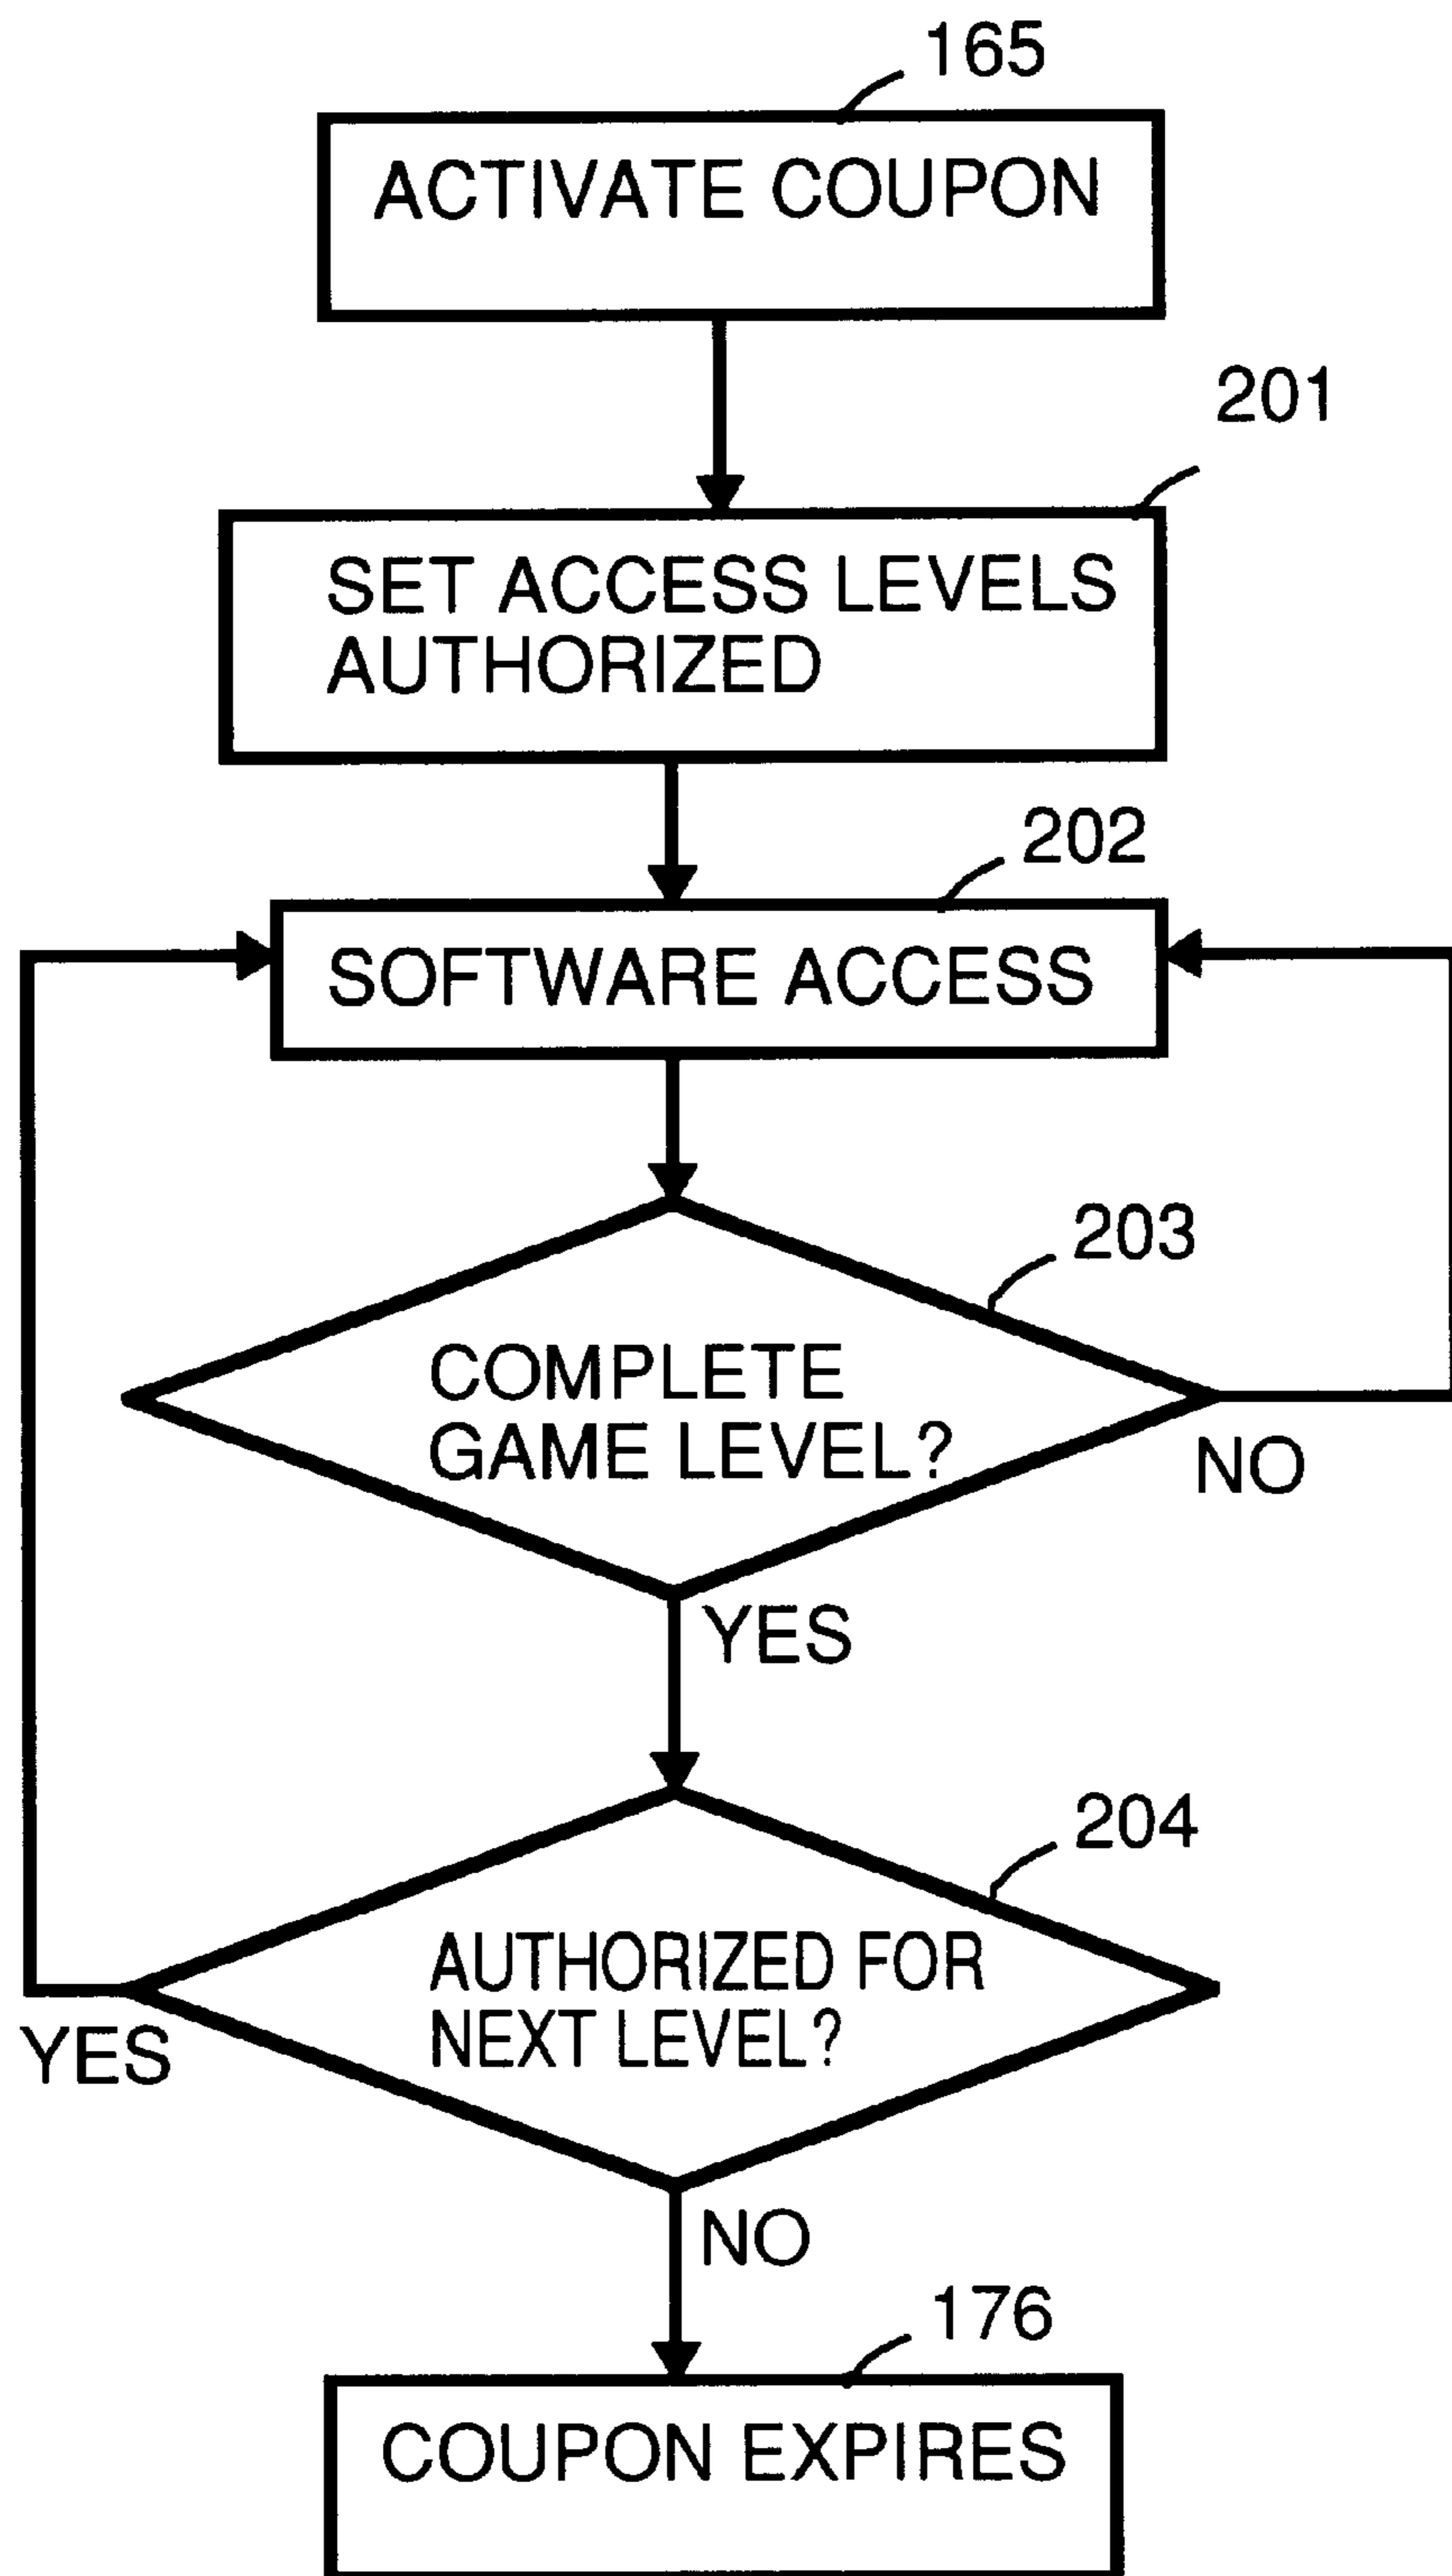 165
ACTIVATE COUPON
201
SET ACCESS LEVELS
AUTHORIZED
202
SOFTWARE ACCESS
203
COMPLETE
GAME LEVEL?
NO
YES
204
AUTHORIZED FOR
NEXT LEVEL?
YES
NO
176
COUPON EXPIRES